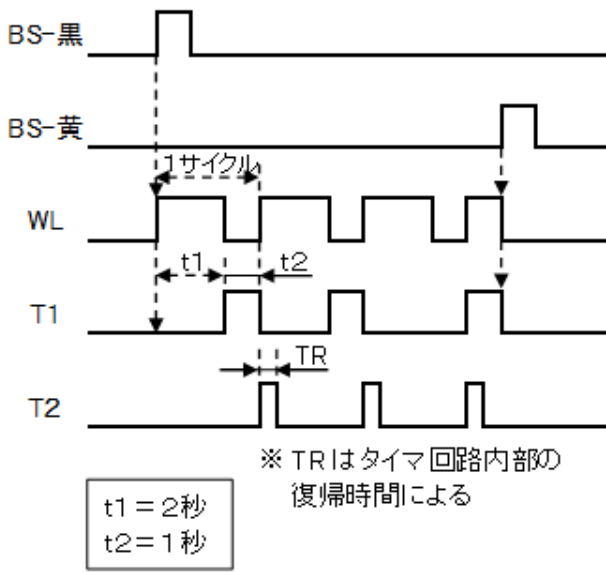 BS-黒
BS-黄
1サイクル
WL
t1
t2
T1
TR
T2
※ TRはタイマ回路内部の
復帰時間による
t1=2秒
t2=1秒